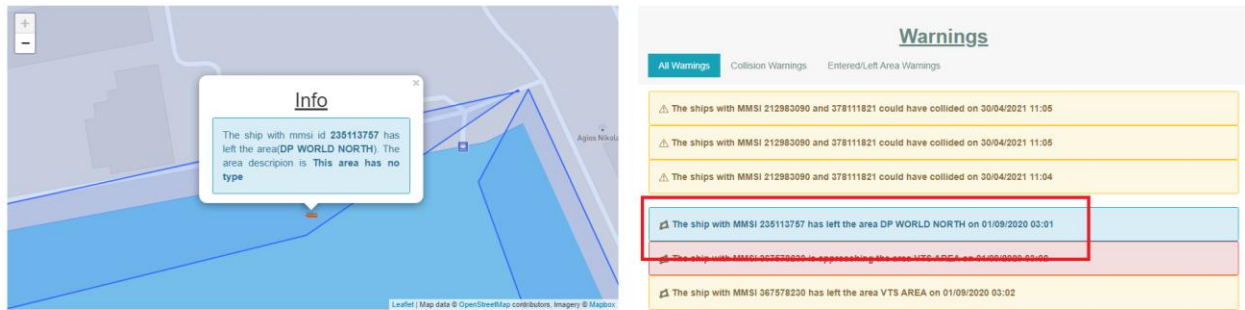 +
−
×
Info
The ship with mmsi id 235113757 has
left the area(DP WORLD NORTH). The
area descripion is This area has no
type
Agios Nikola
Leaflet | Map data © OpenStreetMap contributors, Imagery © Mapbox
Warnings
All Warnings Collision Warnings Entered/Left Area Warnings
The ships with MMSI 212983090 and 378111821 could have collided on 30/04/2021 11:05
The ships with MMSI 212983090 and 378111821 could have collided on 30/04/2021 11:05
The ships with MMSI 212983090 and 378111821 could have collided on 30/04/2021 11:04
The ship with MMSI 235113757 has left the area DP WORLD NORTH on 01/09/2020 03:01
The ship with MMSI 367578230 is approaching the area VTS AREA on 01/09/2020 03:02
The ship with MMSI 367578230 has left the area VTS AREA on 01/09/2020 03:02